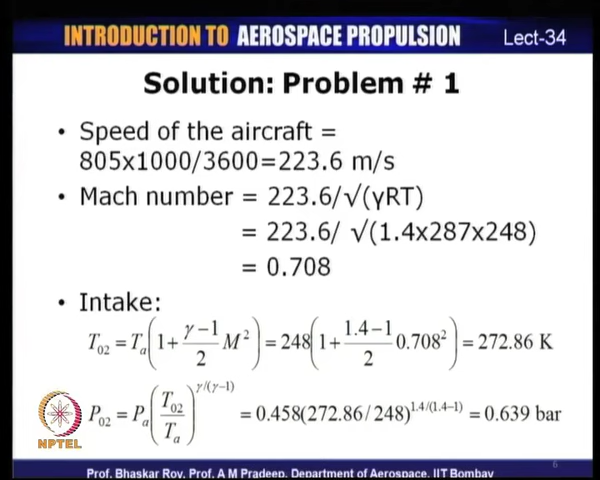 INTRODUCTION TO AEROSPACE PROPULSION Lect-34
Solution: Problem # 1
• Speed of the aircraft =
805x1000/3600=223.6 m/s
• Mach number = 223.6/√(γRT)
= 223.6/ √(1.4x287x248)
= 0.708
• Intake:
T₀₂ = Tₐ(1+ (γ−1)/2 M²) = 248(1+ (1.4−1)/2 0.708²) = 272.86 K
P₀₂ = Pₐ(T₀₂/Tₐ)^γ/(γ−1) = 0.458(272.86/248)^1.4/(1.4−1) = 0.639 bar
NPTEL
6
Prof. Bhaskar Roy, Prof. A M Pradeep, Department of Aerospace, IIT Bombay